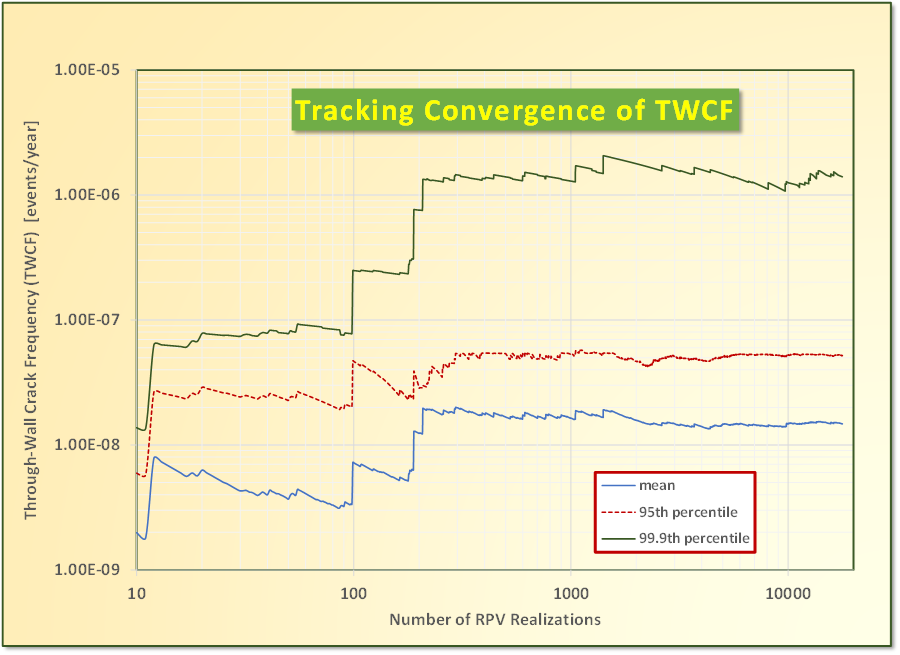 Tracking Convergence of TWCF
Through-Wall Crack Frequency (TWCF)  [events/year]
1.00E-05
1.00E-06
1.00E-07
1.00E-08
1.00E-09
mean
95th percentile
99.9th percentile
10
100
1000
10000
Number of RPV Realizations